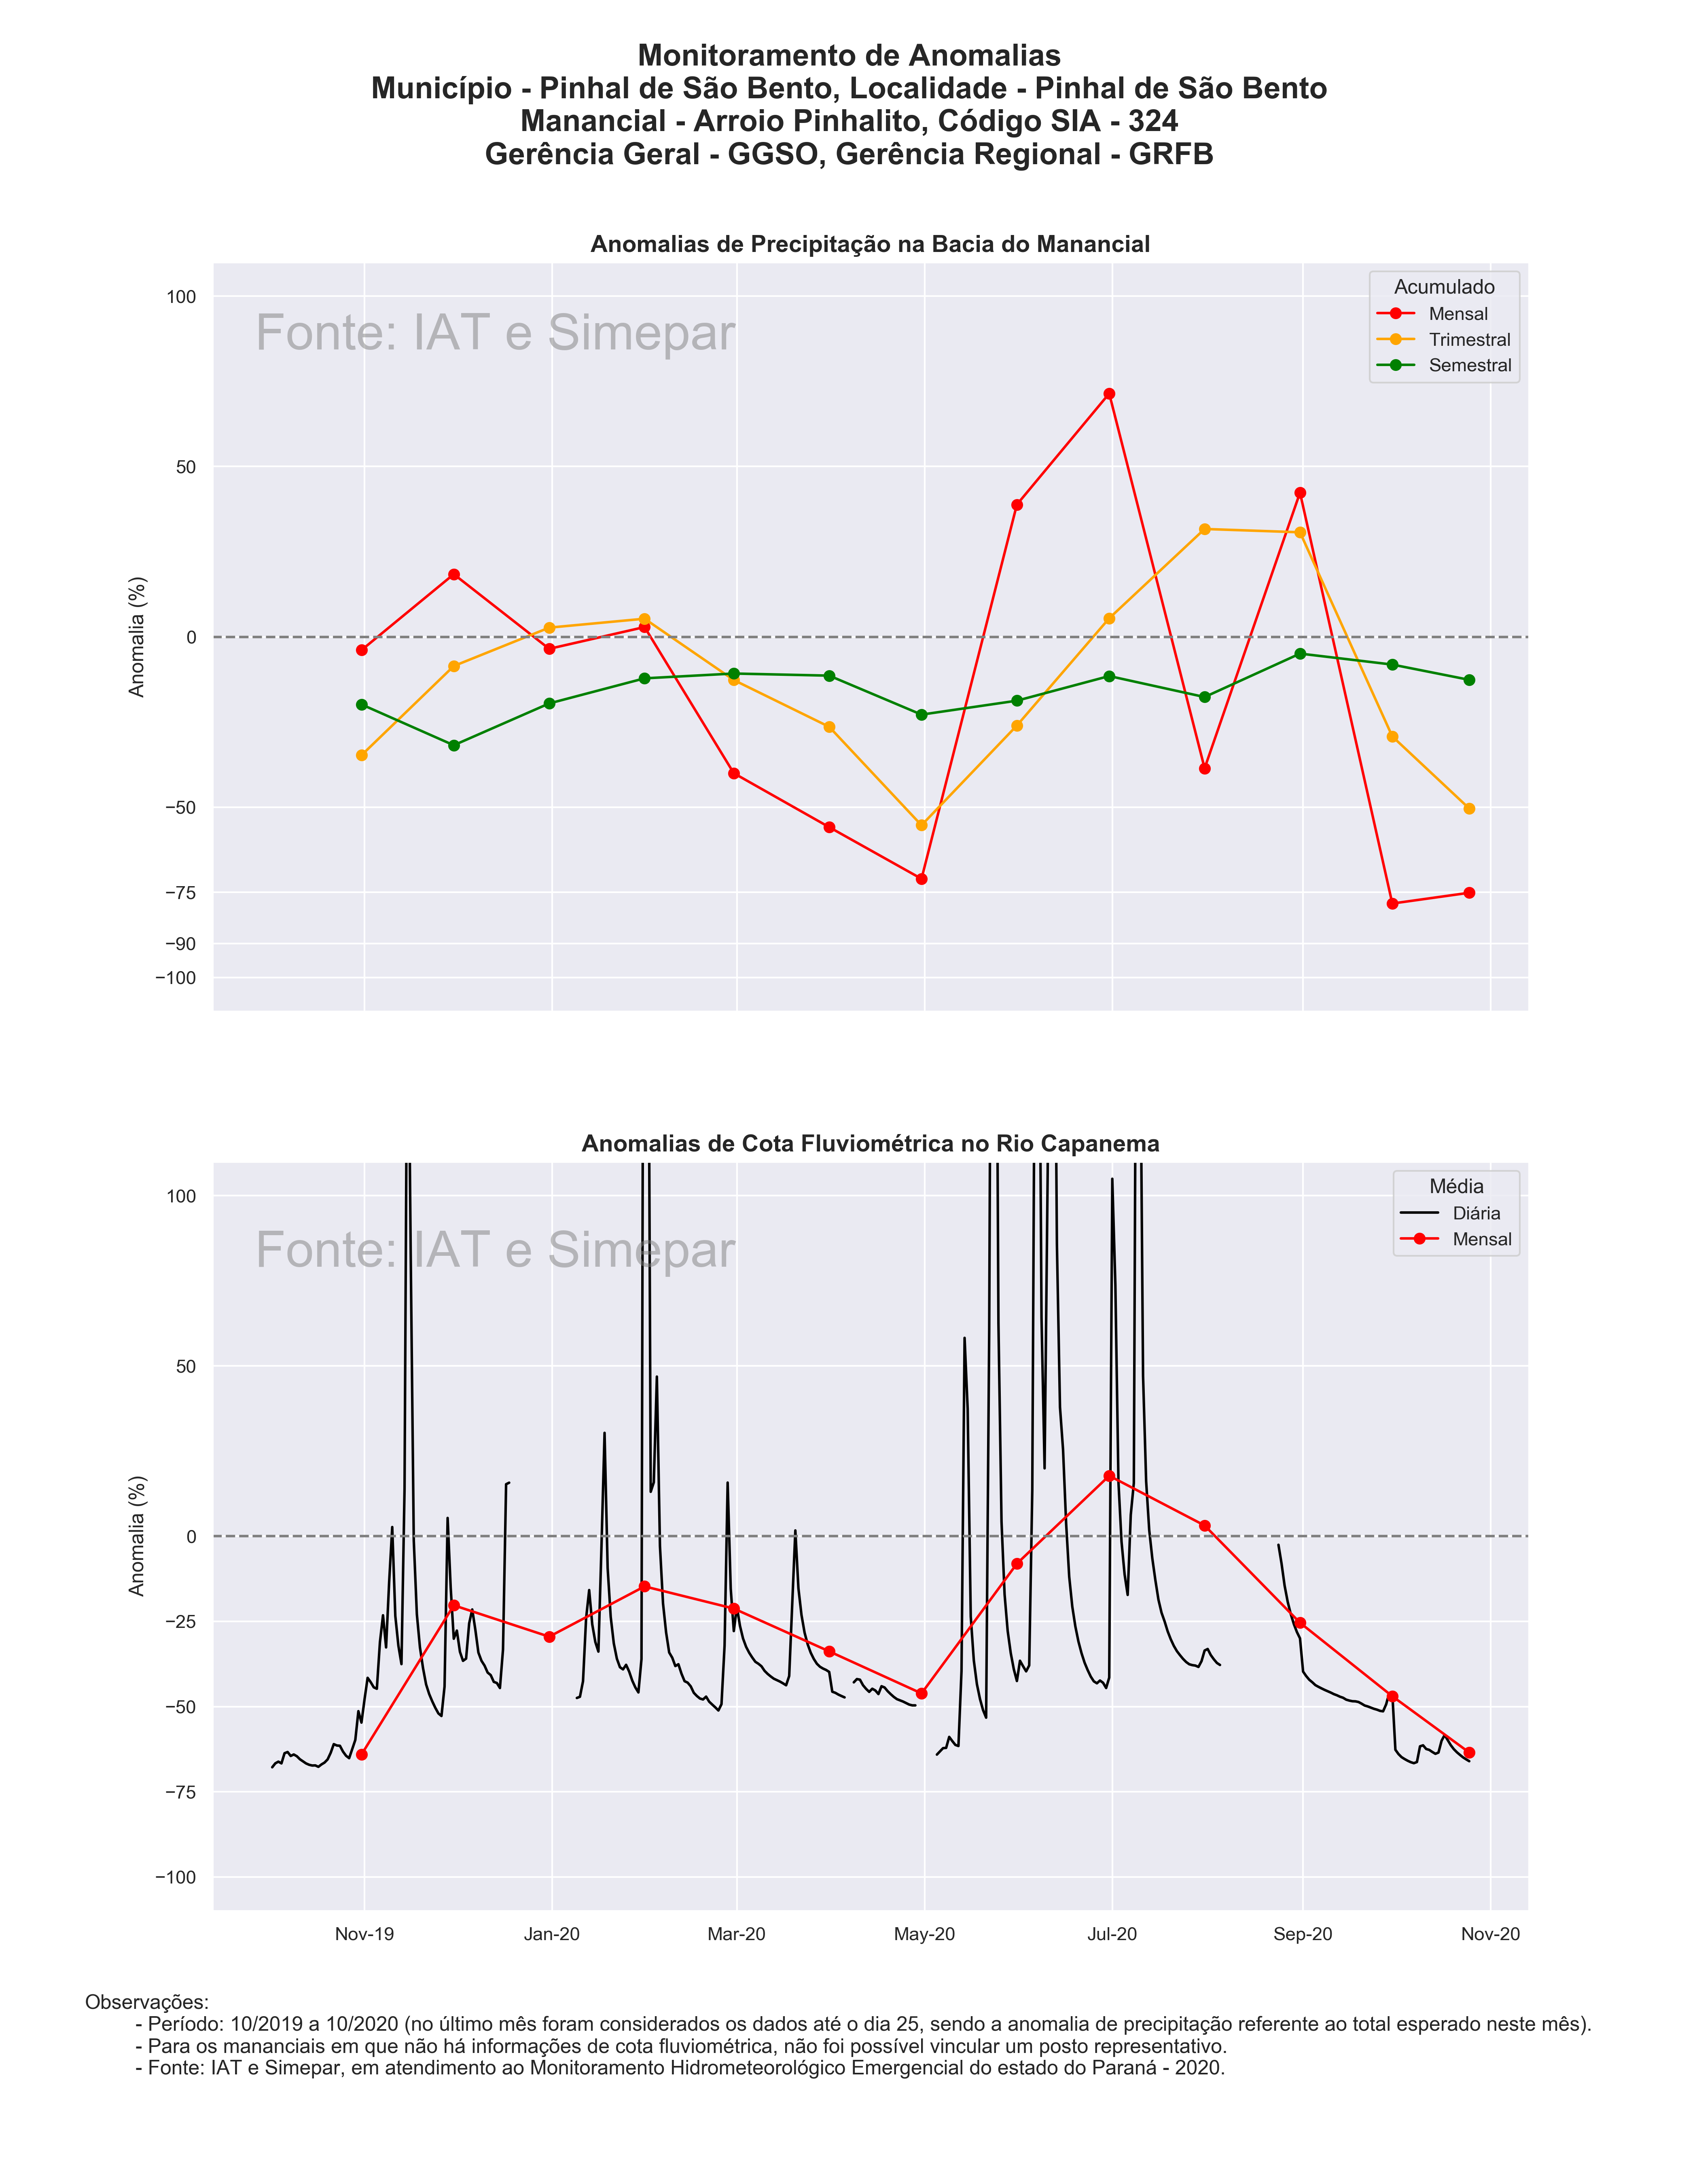 Monitoramento de Anomalias
Município - Pinhal de São Bento, Localidade - Pinhal de São Bento
Manancial - Arroio Pinhalito, Código SIA - 324
Gerência Geral - GGSO, Gerência Regional - GRFB
Anomalias de Precipitação na Bacia do Manancial
Fonte: IAT e Simepar
Acumulado
Mensal
Trimestral
Semestral
Anomalia (%)
100
50
0
−50
−75
−90
−100
Anomalias de Cota Fluviométrica no Rio Capanema
Fonte: IAT e Simepar
Média
Diária
Mensal
Anomalia (%)
100
50
0
−25
−50
−75
−100
Nov-19 Jan-20 Mar-20 May-20 Jul-20 Sep-20 Nov-20
Observações:
- Período: 10/2019 a 10/2020 (no último mês foram considerados os dados até o dia 25, sendo a anomalia de precipitação referente ao total esperado neste mês).
- Para os mananciais em que não há informações de cota fluviométrica, não foi possível vincular um posto representativo.
- Fonte: IAT e Simepar, em atendimento ao Monitoramento Hidrometeorológico Emergencial do estado do Paraná - 2020.